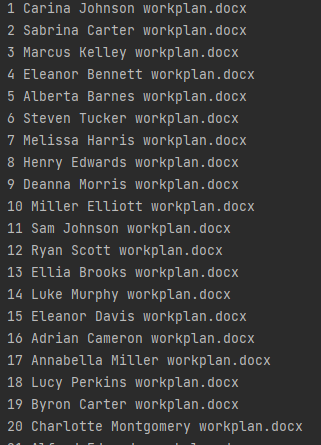 1 Carina Johnson workplan.docx
2 Sabrina Carter workplan.docx
3 Marcus Kelley workplan.docx
4 Eleanor Bennett workplan.docx
5 Alberta Barnes workplan.docx
6 Steven Tucker workplan.docx
7 Melissa Harris workplan.docx
8 Henry Edwards workplan.docx
9 Deanna Morris workplan.docx
10 Miller Elliott workplan.docx
11 Sam Johnson workplan.docx
12 Ryan Scott workplan.docx
13 Ellia Brooks workplan.docx
14 Luke Murphy workplan.docx
15 Eleanor Davis workplan.docx
16 Adrian Cameron workplan.docx
17 Annabella Miller workplan.docx
18 Lucy Perkins workplan.docx
19 Byron Carter workplan.docx
20 Charlotte Montgomery workplan.docx